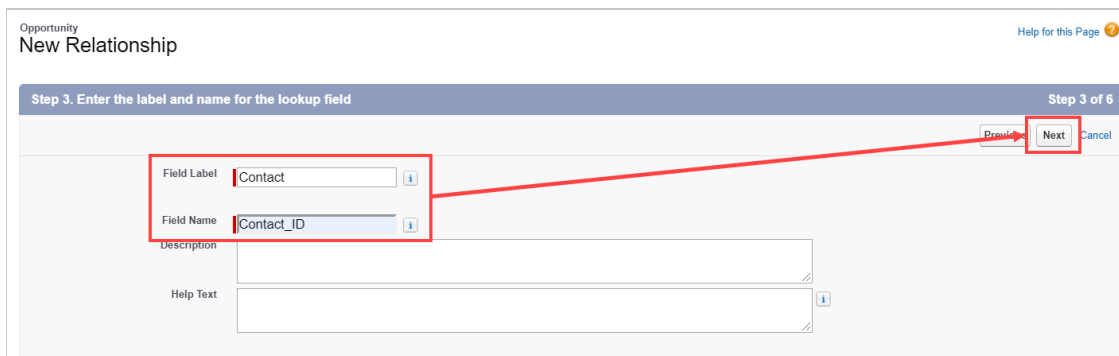 Opportunity
New Relationship
Help for this Page
Step 3. Enter the label and name for the lookup field
Step 3 of 6
Previous Next Cancel
Field Label Contact
Field Name Contact_ID
Description
Help Text